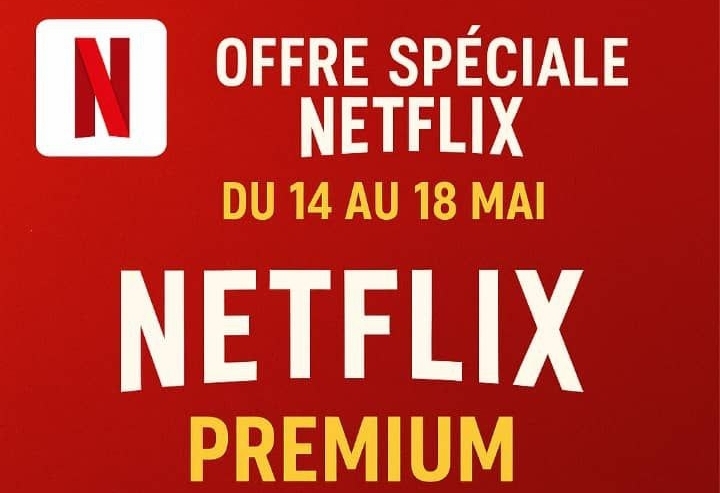 N
OFFRE SPÉCIALE
NETFLIX
DU 14 AU 18 MAI
NETFLIX
PREMIUM